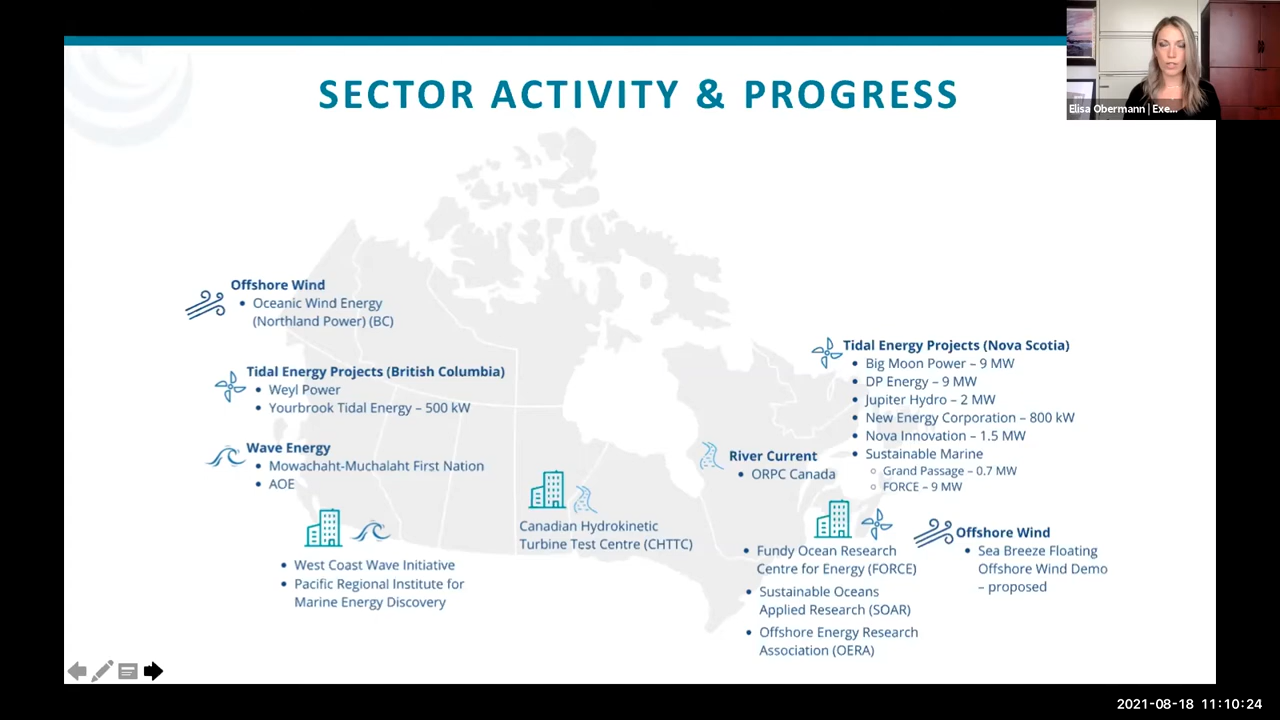 SECTOR ACTIVITY & PROGRESS
Elisa Obermann | Exe...
Offshore Wind
• Oceanic Wind Energy
(Northland Power) (BC)
Tidal Energy Projects (British Columbia)
• Weyl Power
• Yourbrook Tidal Energy – 500 kW
Wave Energy
• Mowachaht-Muchalaht First Nation
• AOE
• West Coast Wave Initiative
• Pacific Regional Institute for
Marine Energy Discovery
Canadian Hydrokinetic
Turbine Test Centre (CHTTC)
River Current
• ORPC Canada
Tidal Energy Projects (Nova Scotia)
• Big Moon Power – 9 MW
• DP Energy – 9 MW
• Jupiter Hydro – 2 MW
• New Energy Corporation – 800 kW
• Nova Innovation – 1.5 MW
• Sustainable Marine
○ Grand Passage – 0.7 MW
○ FORCE – 9 MW
• Fundy Ocean Research
Centre for Energy (FORCE)
• Sustainable Oceans
Applied Research (SOAR)
• Offshore Energy Research
Association (OERA)
Offshore Wind
• Sea Breeze Floating
Offshore Wind Demo
– proposed
2021-08-18 11:10:24